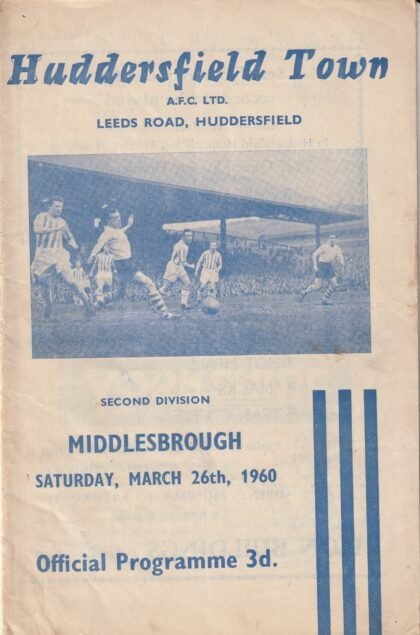 Huddersfield Town
A.F.C. LTD.
LEEDS ROAD, HUDDERSFIELD
SECOND DIVISION
MIDDLESBROUGH
SATURDAY, MARCH 26th, 1960
Official Programme 3d.